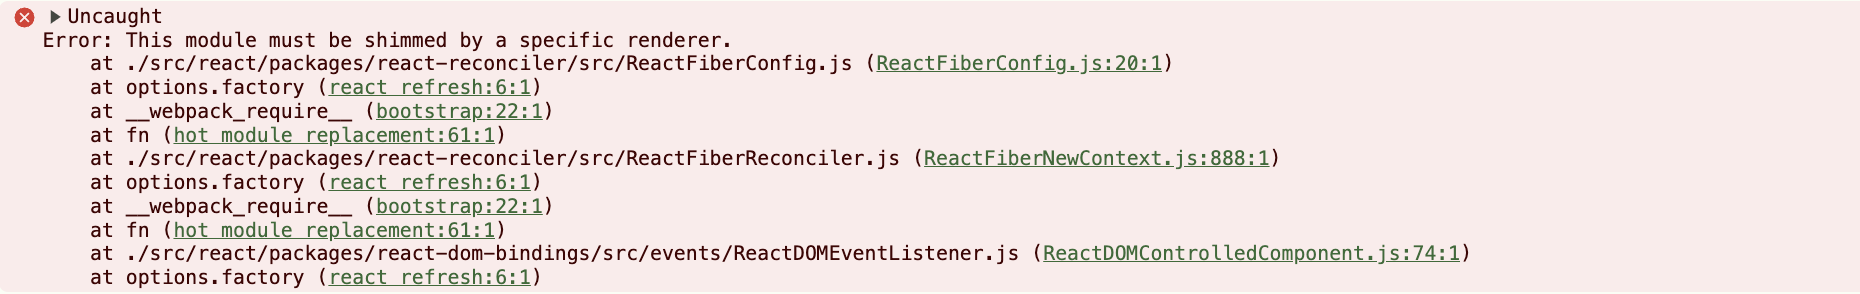 Uncaught
Error: This module must be shimmed by a specific renderer.
at ./src/react/packages/react-reconciler/src/ReactFiberConfig.js (ReactFiberConfig.js:20:1)
at options.factory (react refresh:6:1)
at __webpack_require__ (bootstrap:22:1)
at fn (hot module replacement:61:1)
at ./src/react/packages/react-reconciler/src/ReactFiberReconciler.js (ReactFiberNewContext.js:888:1)
at options.factory (react refresh:6:1)
at __webpack_require__ (bootstrap:22:1)
at fn (hot module replacement:61:1)
at ./src/react/packages/react-dom-bindings/src/events/ReactDOMEventListener.js (ReactDOMControlledComponent.js:74:1)
at options.factory (react refresh:6:1)